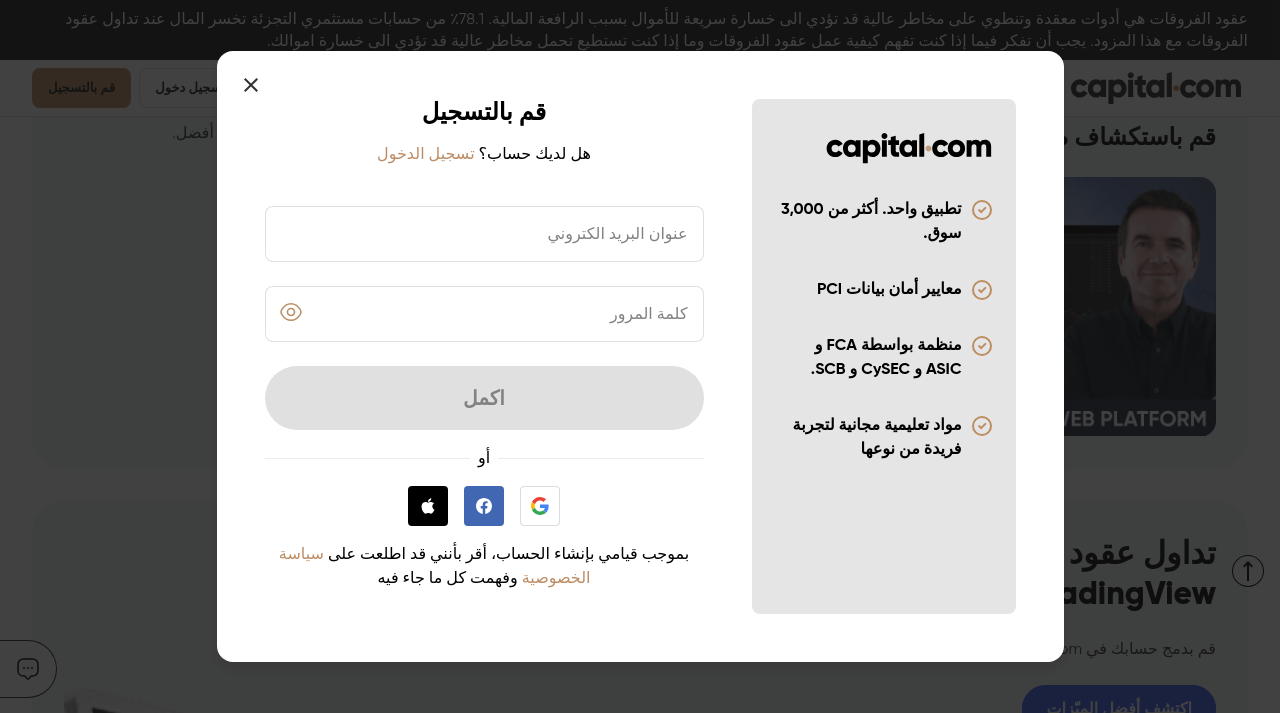 عقود الفروقات هي أدوات معقدة وتنطوي على مخاطر عالية قد تؤدي الى خسارة سريعة للأموال بسبب الرافعة المالية. 78.1٪ من حسابات مستثمري التجزئة تخسر المال عند تداول عقود
الفروقات مع هذا المزود. يجب أن تفكر فيما إذا كنت تفهم كيفية عمل عقود الفروقات وما إذا كنت تستطيع تحمل مخاطر عالية قد تؤدي الى خسارة اموالك.
capital.com
سجيل دخول
قم بالتسجيل
قم باستكشاف
أفضل.
WEB PLATFORM
تداول عقود
adingView
قم بدمج حسابك في om
اكتشف أفضل الميّزات
capital.com
تطبيق واحد. أكثر من 3,000
سوق.
معايير أمان بيانات PCI
منظمة بواسطة FCA و
ASIC و CySEC و SCB.
مواد تعليمية مجانية لتجربة
فريدة من نوعها
قم بالتسجيل
هل لديك حساب؟ تسجيل الدخول
عنوان البريد الكتروني
كلمة المرور
اكمل
أو
بموجب قيامي بإنشاء الحساب، أقر بأنني قد اطلعت على سياسة
الخصوصية وفهمت كل ما جاء فيه